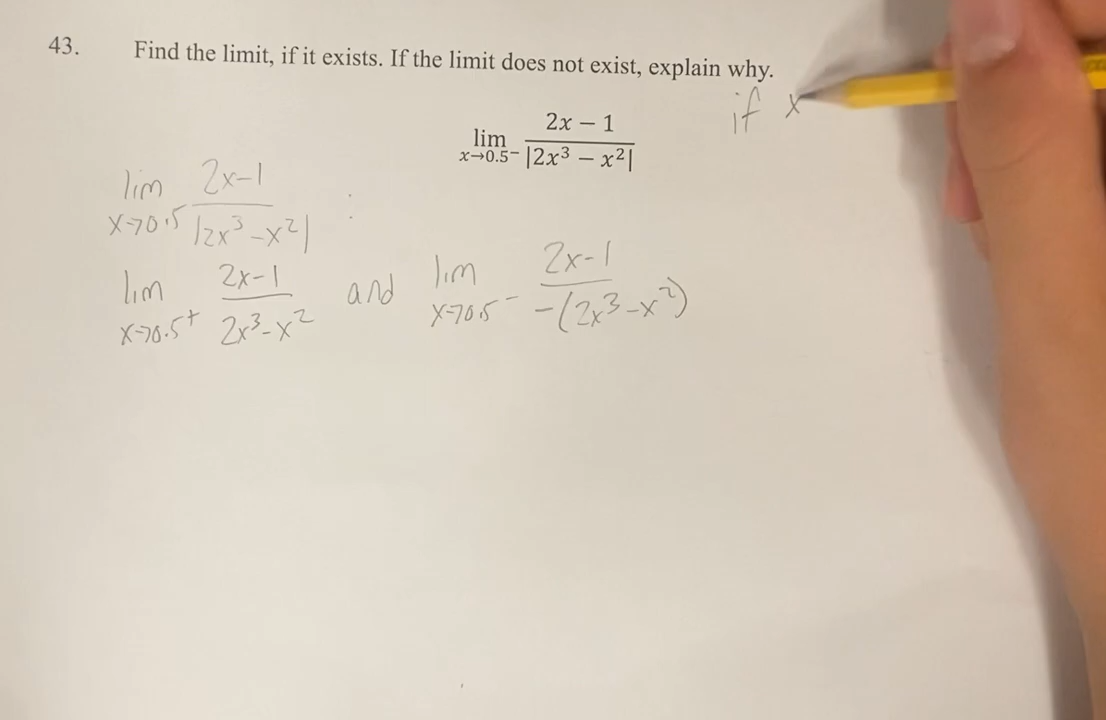 43. Find the limit, if it exists. If the limit does not exist, explain why.
if x
lim x→0.5⁻ (2x − 1)/|2x³ − x²|
lim x→0.5 (2x-1)/|2x³-x²| :
lim x→0.5⁺ (2x-1)/(2x³-x²) and lim x→0.5⁻ (2x-1)/-(2x³-x²)